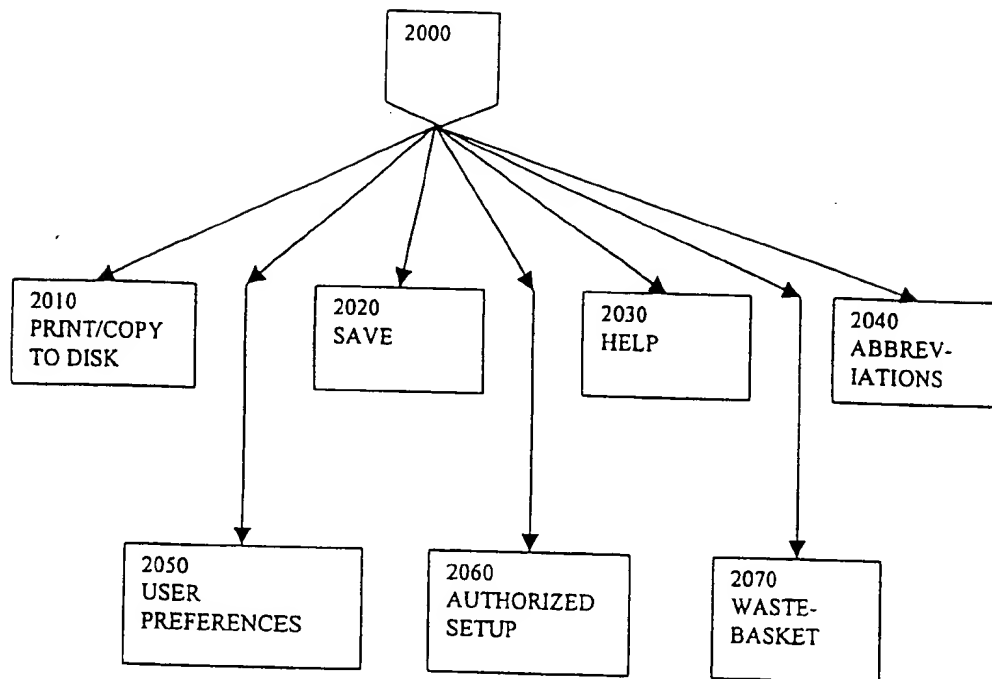 2000
2010
PRINT/COPY
TO DISK
2020
SAVE
2030
HELP
2040
ABBREV-
IATIONS
2050
USER
PREFERENCES
2060
AUTHORIZED
SETUP
2070
WASTE-
BASKET